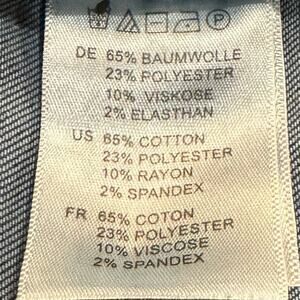 DE 65% BAUMWOLLE
23% POLYESTER
10% VISKOSE
2% ELASTHAN
US 65% COTTON
23% POLYESTER
10% RAYON
2% SPANDEX
FR 65% COTON
23% POLYESTER
10% VISCOSE
2% SPANDEX